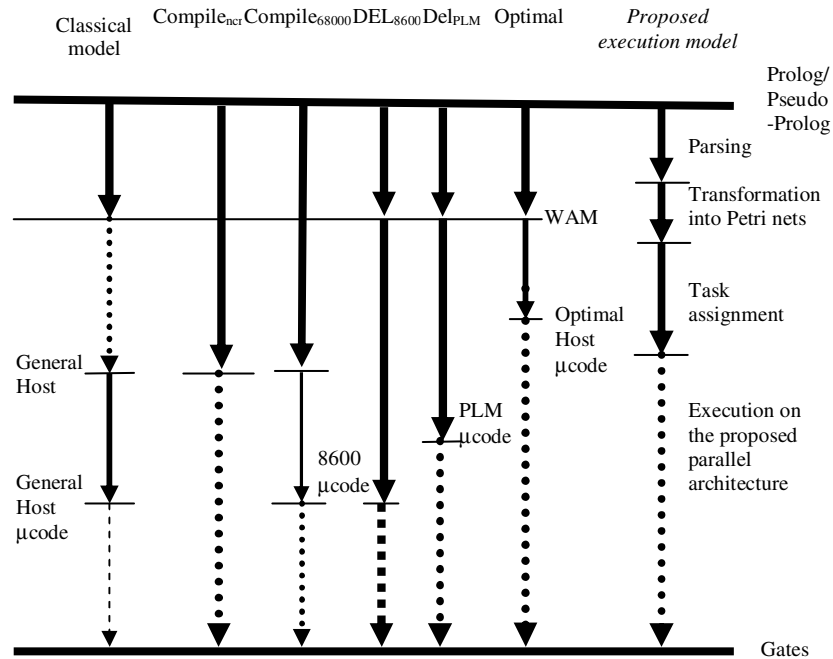 Classical
model
Compilencr
Compile68000
DEL8600
DelPLM
Optimal
Proposed
execution model
Prolog/
Pseudo
-Prolog
Parsing
Transformation
into Petri nets
WAM
Task
assignment
Optimal
Host
μcode
General
Host
PLM
μcode
Execution on
the proposed
parallel
architecture
8600
μcode
General
Host
μcode
Gates